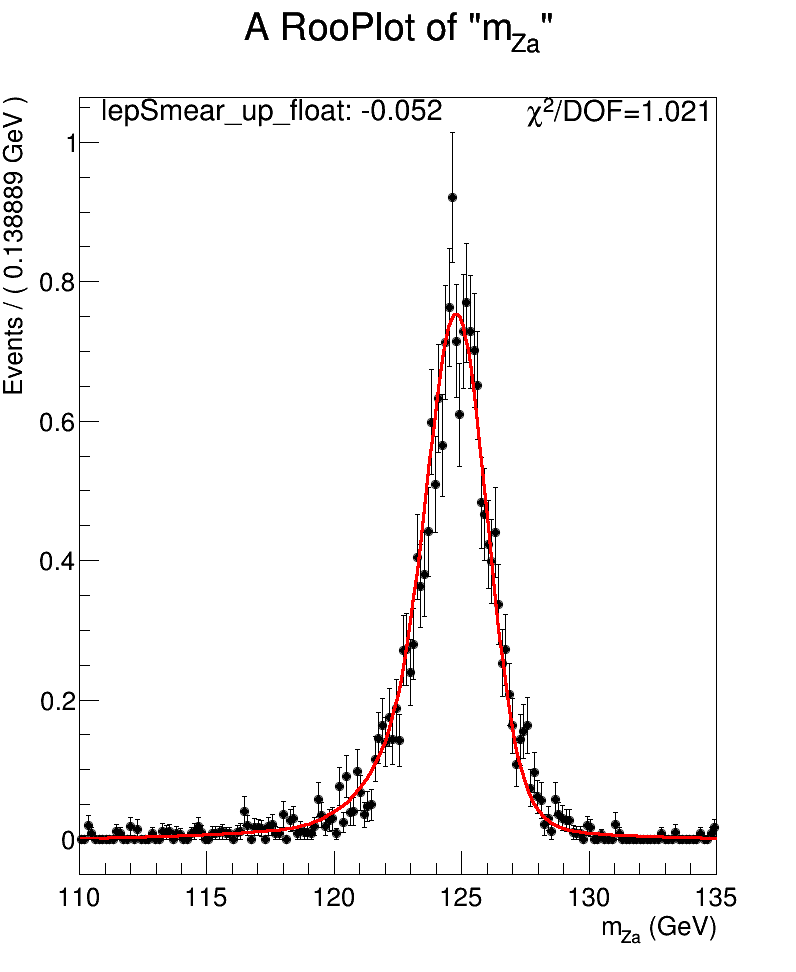 A RooPlot of "m_Za"
lepSmear_up_float: -0.052
χ²/DOF=1.021
Events / ( 0.138889 GeV )
1
0.8
0.6
0.4
0.2
0
110 115 120 125 130 135
m_Za (GeV)